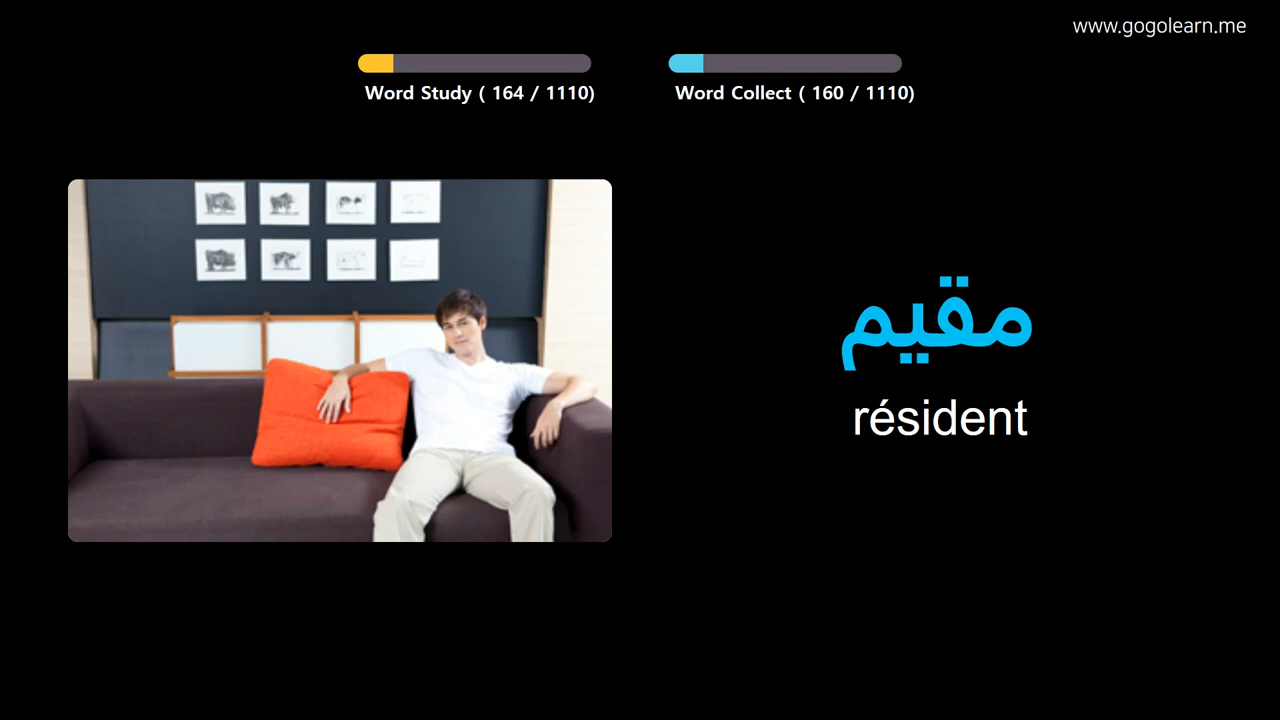 www.gogolearn.me
Word Study ( 164 / 1110)
Word Collect ( 160 / 1110)
مقيم
résident